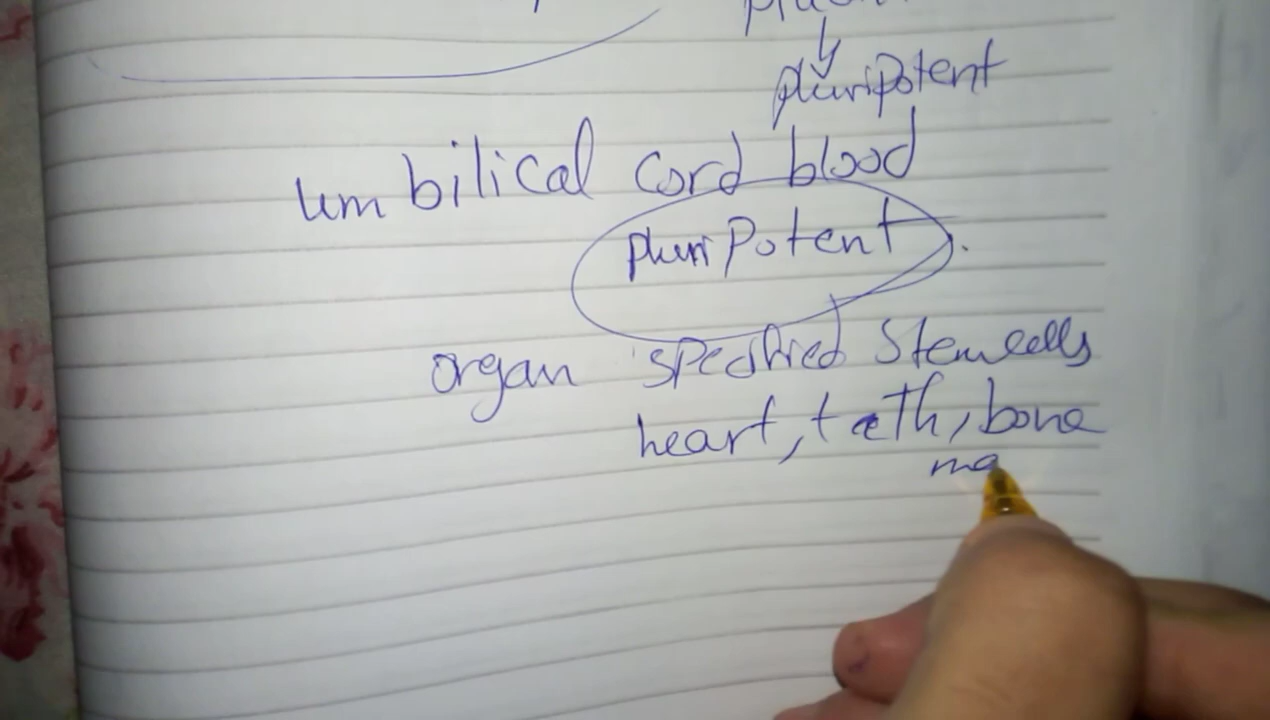 pluripotent
umbilical cord blood
pluripotent.
organ specified stem cells
heart, teeth, bone
ma